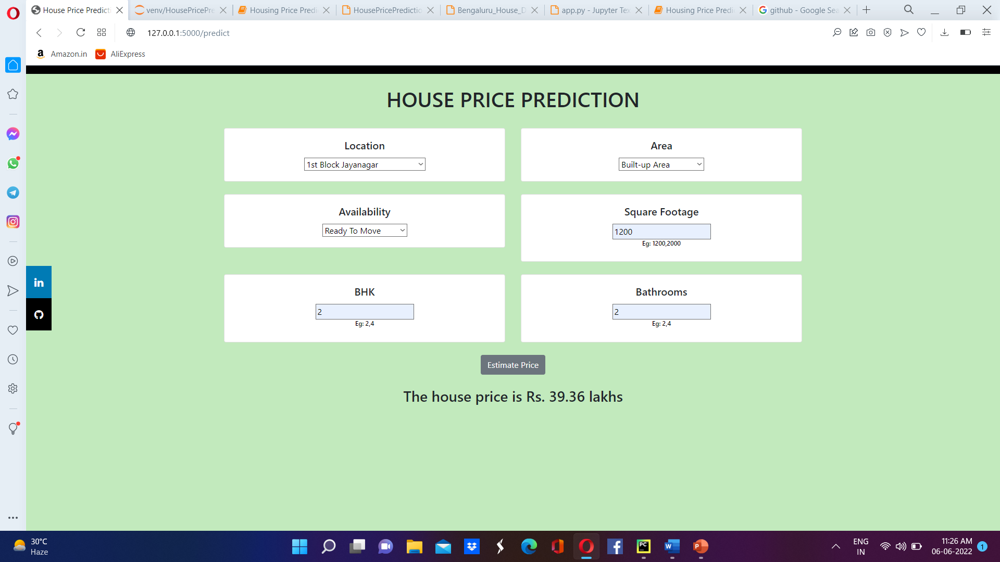 House Price Predicti
venv/HousePricePre
Housing Price Predi
HousePricePredictio
Bengaluru_House_D
app.py - Jupyter Tex
Housing Price Predi
github - Google Sea
127.0.0.1:5000/predict
a Amazon.in
AliExpress
HOUSE PRICE PREDICTION
Location
Area
1st Block Jayanagar
Built-up Area
Availability
Square Footage
Ready To Move
1200
Eg: 1200,2000
in
BHK
Bathrooms
2
2
Eg: 2,4
Eg: 2,4
Estimate Price
The house price is Rs. 39.36 lakhs
30°C
Haze
PC
W
P
ENG
IN
11:26 AM
06-06-2022
1